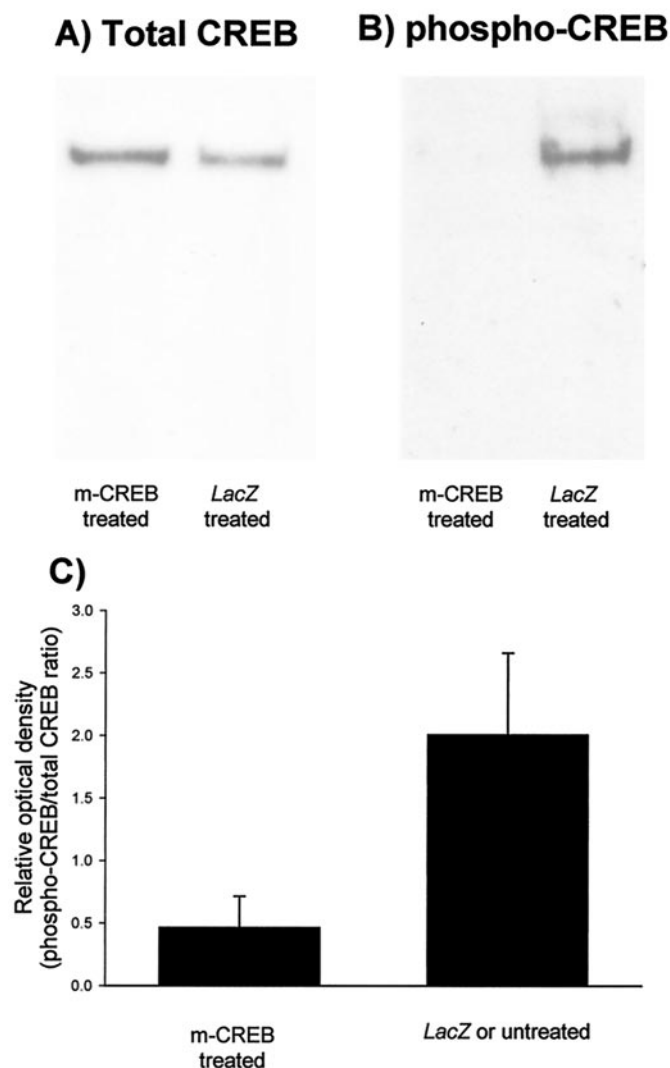 A) Total CREB
B) phospho-CREB
m-CREB
treated
LacZ
treated
m-CREB
treated
LacZ
treated
C)
Relative optical density
(phospho-CREB/total CREB ratio)
3.0
2.5
2.0
1.5
1.0
0.5
0.0
m-CREB
treated
LacZ or untreated